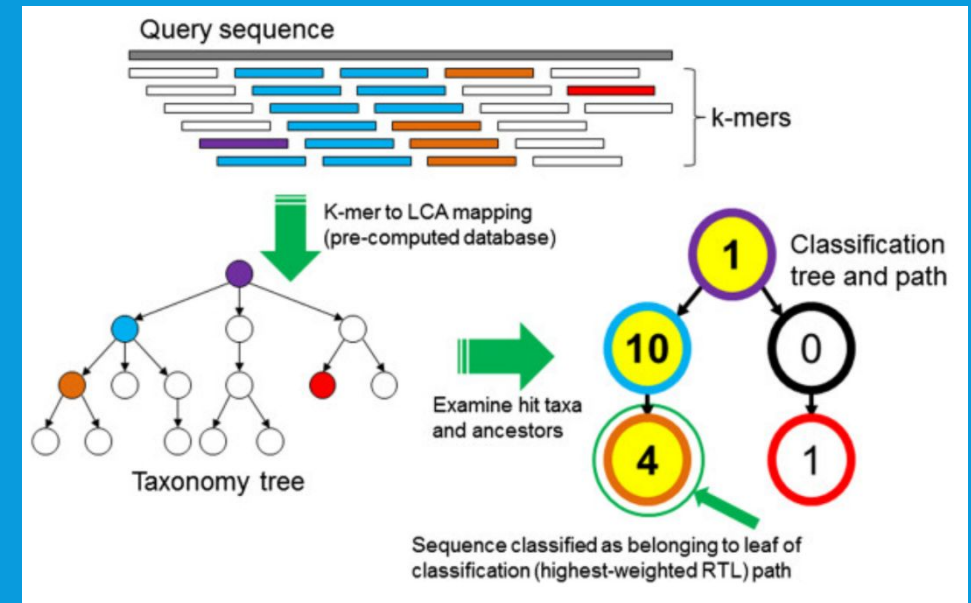 Query sequence
k-mers
K-mer to LCA mapping
(pre-computed database)
Classification
tree and path
1
10
0
4
1
Examine hit taxa
and ancestors
Taxonomy tree
Sequence classified as belonging to leaf of
classification (highest-weighted RTL) path